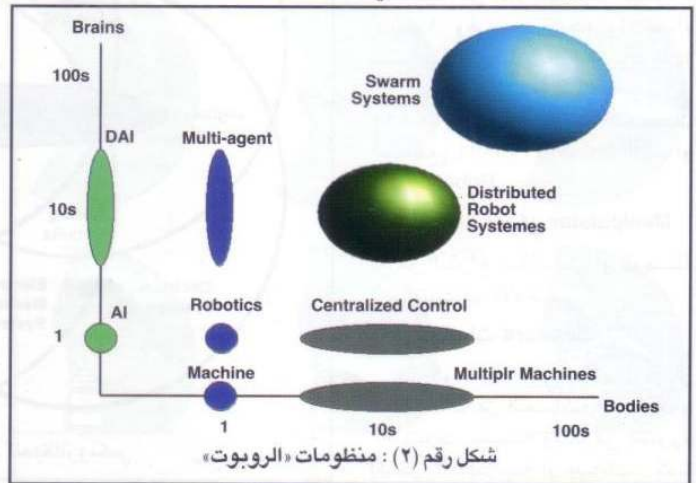 Brains
100s
Swarm
Systems
DAI
Multi-agent
10s
Distributed
Robot
Systemes
AI
Robotics
Centralized Control
1
Machine
Multiplr Machines
Bodies
1
10s
100s
شكل رقم (٢) : منظومات «الروبوت»